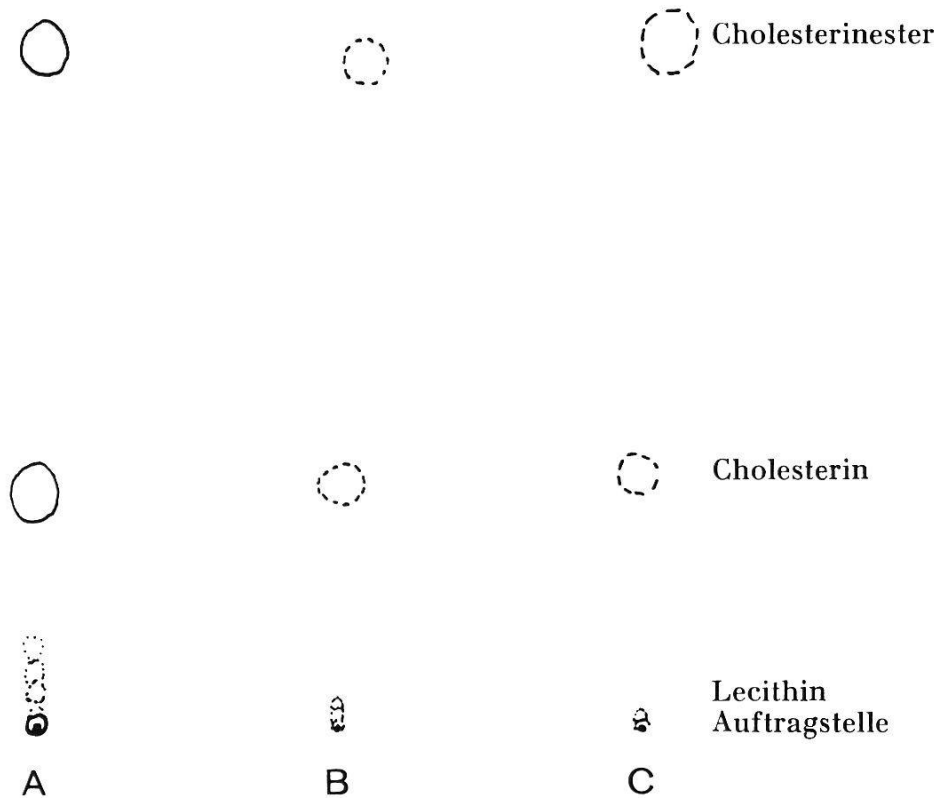 Cholesterinester
Cholesterin
Lecithin
Auftragstelle
A B C